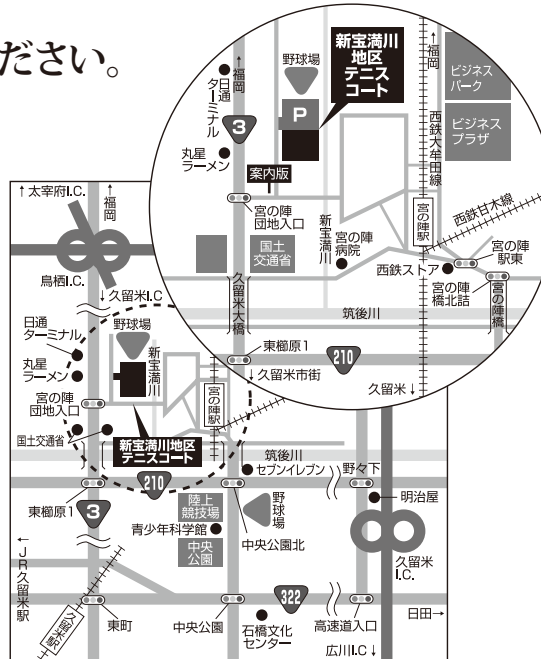 ださい。
↑福岡
日通
ターミナル
野球場
新宝満川
地区
テニス
コート
↑福岡
ビジネス
パーク
ビジネス
プラザ
西鉄大牟田線
3
P
丸星
ラーメン
案内版
宮の陣
団地入口
国土
交通省
新宝満川
宮の陣
病院
宮の陣駅
西鉄甘木線
西鉄ストア
宮の陣
駅東
宮の陣
橋北詰
宮の陣橋
久留米大橋
筑後川
東櫛原1
210
↓久留米市街
久留米↓
↑太宰府I.C.
↑福岡
鳥栖I.C.
↓久留米I.C
日通
ターミナル
野球場
新宝満川
丸星
ラーメン
宮の陣
団地入口
宮の陣駅
国土交通省
新宝満川地区
テニスコート
筑後川
セブンイレブン
野々下
210
東櫛原1
3
陸上
競技場
野球場
明治屋
青少年科学館
中央公園北
中央
公園
久留米
I.C.
←JR久留米駅
久留米駅
322
東町
中央公園
石橋文化
センター
高速道入口
日田→
広川I.C↓